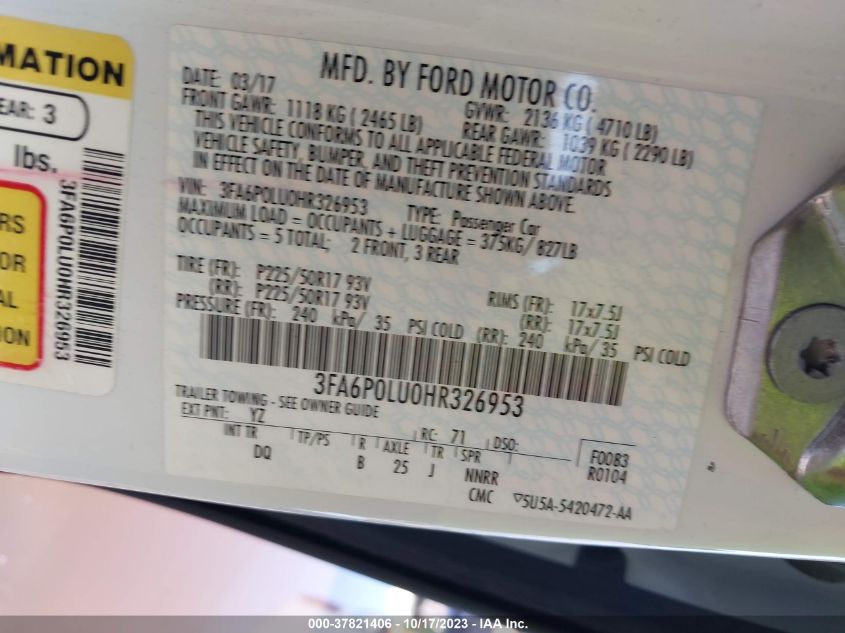 MATION
EAR: 3
lbs.
RS
OR
AL
ION
3FA6P0LU0HR326953
MFD. BY FORD MOTOR CO.
DATE: 03/17
GVWR: 2136 KG ( 4710 LB)
FRONT GAWR: 1118 KG ( 2465 LB)
REAR GAWR: 1039 KG ( 2290 LB)
THIS VEHICLE CONFORMS TO ALL APPLICABLE FEDERAL MOTOR
VEHICLE SAFETY, BUMPER, AND THEFT PREVENTION STANDARDS
IN EFFECT ON THE DATE OF MANUFACTURE SHOWN ABOVE.
VIN: 3FA6P0LU0HR326953 TYPE: Passenger Car
MAXIMUM LOAD = OCCUPANTS + LUGGAGE = 375KG/ 827LB
OCCUPANTS = 5 TOTAL; 2 FRONT, 3 REAR
TIRE (FR): P225/50R17 93V RIMS (FR): 17x7.5J
(RR): P225/50R17 93V (RR): 17x7.5J
PRESSURE (FR): 240 kPa/ 35 PSI COLD (RR): 240 kPa/ 35 PSI COLD
3FA6P0LU0HR326953
TRAILER TOWING - SEE OWNER GUIDE
EXT PNT: YZ RC: 71 DSO: F0083
INT TR TP/PS R AXLE TR SPR R0104
DQ B 25 J NNRR
CMC ▽5U5A-5420472-AA
000-37821406 - 10/17/2023 - IAA Inc.